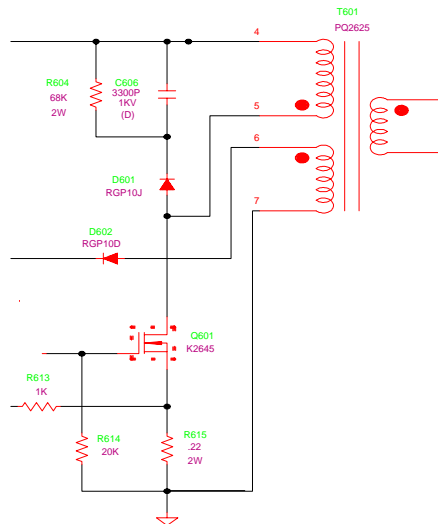 T601
PQ2625
4
R604
68K
2W
C606
3300P
1KV
(D)
5
6
D601
RGP10J
7
D602
RGP10D
Q601
K2645
R613
1K
R614
20K
R615
.22
2W